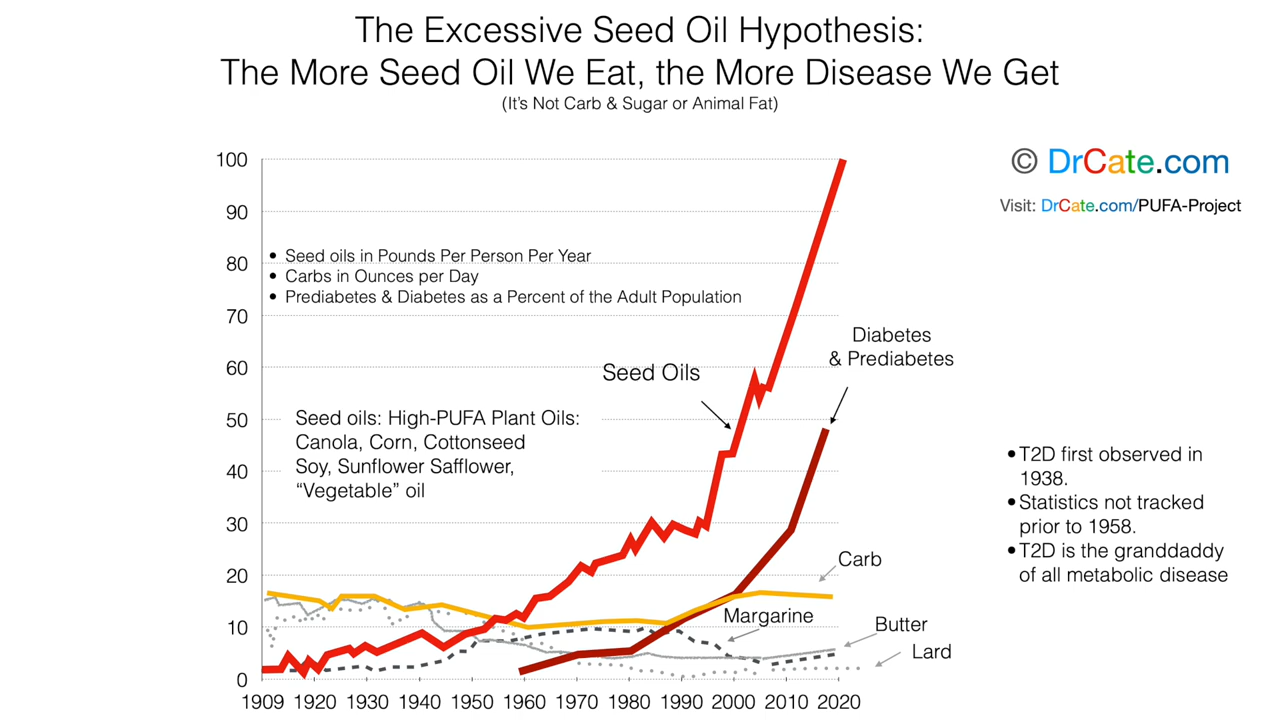 The Excessive Seed Oil Hypothesis:
The More Seed Oil We Eat, the More Disease We Get
(It's Not Carb & Sugar or Animal Fat)
© DrCate.com
Visit: DrCate.com/PUFA-Project
100
90
80
70
60
50
40
30
20
10
0
• Seed oils in Pounds Per Person Per Year
• Carbs in Ounces per Day
• Prediabetes & Diabetes as a Percent of the Adult Population
Diabetes
& Prediabetes
Seed Oils
Seed oils: High-PUFA Plant Oils:
Canola, Corn, Cottonseed
Soy, Sunflower Safflower,
“Vegetable” oil
• T2D first observed in
1938.
• Statistics not tracked
prior to 1958.
• T2D is the granddaddy
of all metabolic disease
Carb
Margarine
Butter
Lard
1909 1920 1930 1940 1950 1960 1970 1980 1990 2000 2010 2020